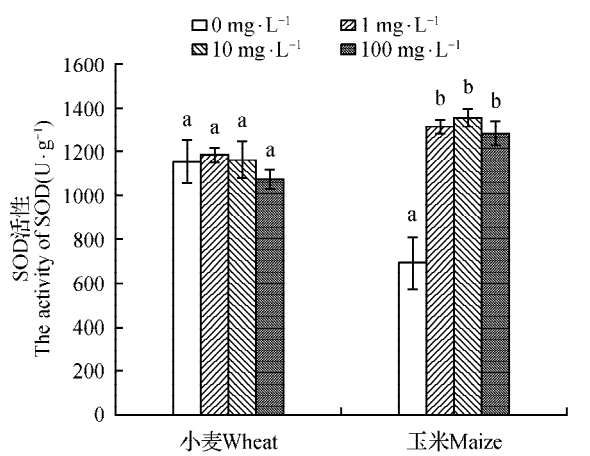 0 mg·L⁻¹ 1 mg·L⁻¹
10 mg·L⁻¹ 100 mg·L⁻¹
SOD活性
The activity of SOD(U·g⁻¹)
1600
1400
1200
1000
800
600
400
200
0
a a a a
a b b b
小麦Wheat 玉米Maize